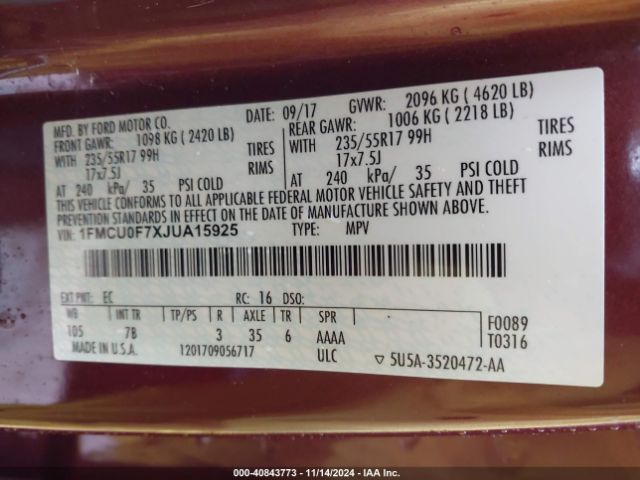 MFD. BY FORD MOTOR CO.
DATE: 09/17 GVWR: 2096 KG ( 4620 LB)
FRONT GAWR: 1098 KG ( 2420 LB) REAR GAWR: 1006 KG ( 2218 LB)
WITH 235/55R17 99H TIRES WITH 235/55R17 99H TIRES
17x7.5J RIMS 17x7.5J RIMS
AT 240 kPa/ 35 PSI COLD AT 240 kPa/ 35 PSI COLD
THIS VEHICLE CONFORMS TO ALL APPLICABLE FEDERAL MOTOR VEHICLE SAFETY AND THEFT
PREVENTION STANDARDS IN EFFECT ON THE DATE OF MANUFACTURE SHOWN ABOVE.
VIN: 1FMCU0F7XJUA15925 TYPE: MPV
EXT PNT: EC RC: 16 DSO:
WB INT TR TP/PS R AXLE TR SPR
105 7B 3 35 6 AAAA
F0089
T0316
MADE IN U.S.A. 1201709056717 ULC ▽ 5U5A-3520472-AA
000-40843773 - 11/14/2024 - IAA Inc.